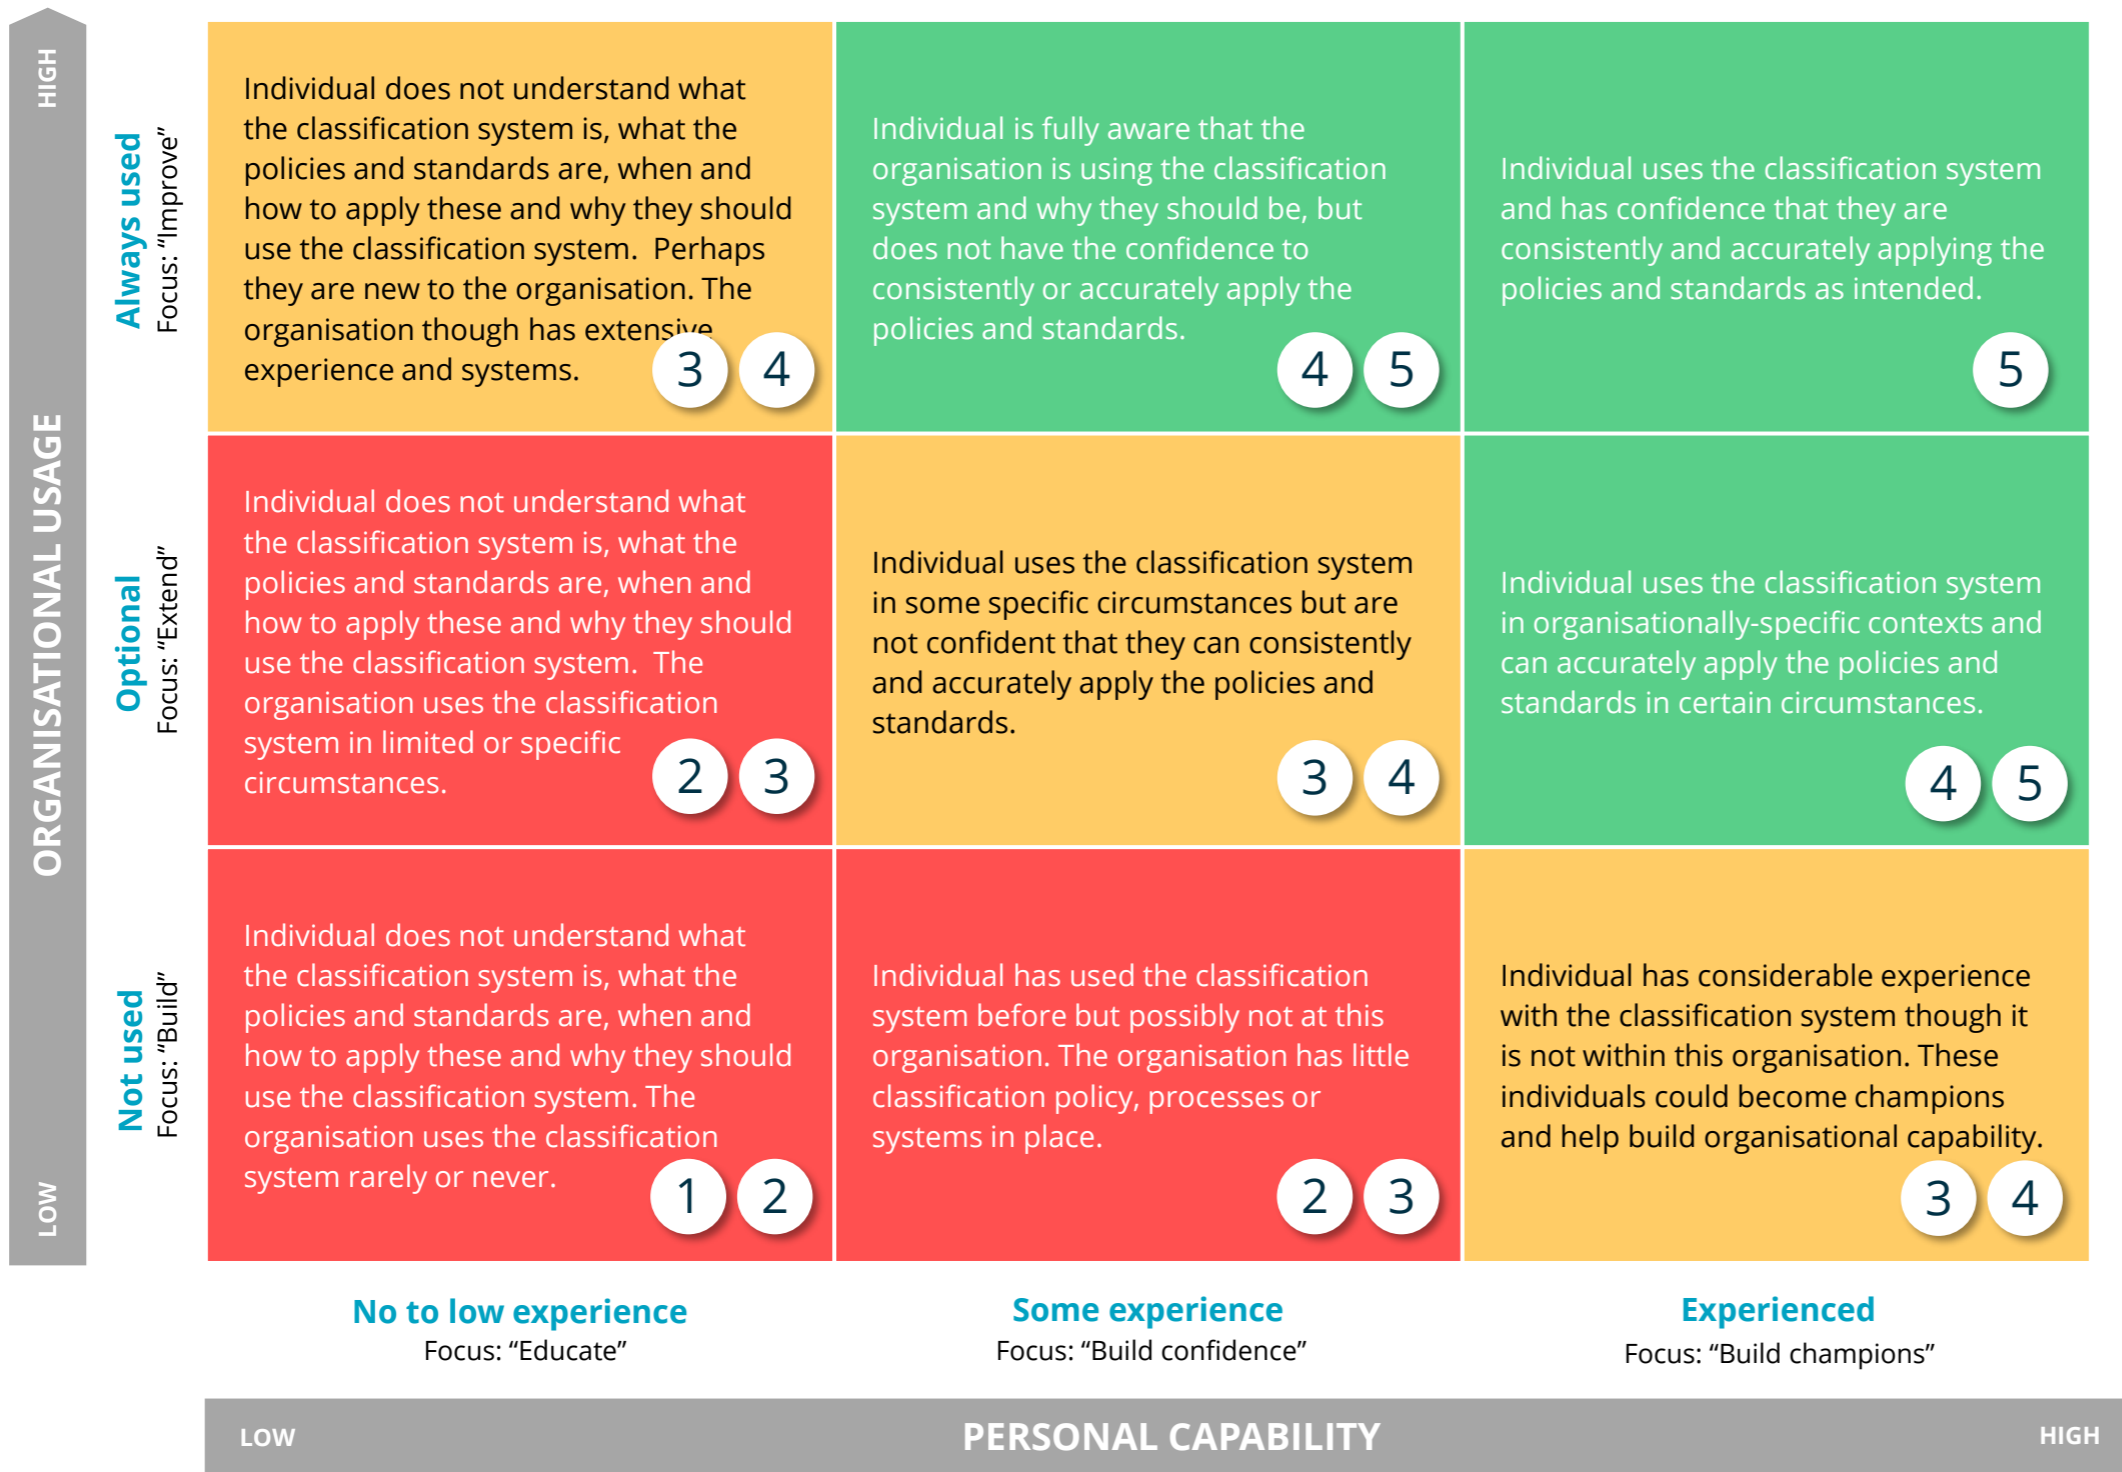 HIGH
ORGANISATIONAL USAGE
LOW
Always used
Focus: “Improve”
Individual does not understand what
the classification system is, what the
policies and standards are, when and
how to apply these and why they should
use the classification system.  Perhaps
they are new to the organisation. The
organisation though has extensive
experience and systems.
3 4
Individual is fully aware that the
organisation is using the classification
system and why they should be, but
does not have the confidence to
consistently or accurately apply the
policies and standards.
4 5
Individual uses the classification system
and has confidence that they are
consistently and accurately applying the
policies and standards as intended.
5
Optional
Focus: “Extend”
Individual does not understand what
the classification system is, what the
policies and standards are, when and
how to apply these and why they should
use the classification system.  The
organisation uses the classification
system in limited or specific
circumstances.
2 3
Individual uses the classification system
in some specific circumstances but are
not confident that they can consistently
and accurately apply the policies and
standards.
3 4
Individual uses the classification system
in organisationally-specific contexts and
can accurately apply the policies and
standards in certain circumstances.
4 5
Not used
Focus: “Build”
Individual does not understand what
the classification system is, what the
policies and standards are, when and
how to apply these and why they should
use the classification system. The
organisation uses the classification
system rarely or never.
1 2
Individual has used the classification
system before but possibly not at this
organisation. The organisation has little
classification policy, processes or
systems in place.
2 3
Individual has considerable experience
with the classification system though it
is not within this organisation. These
individuals could become champions
and help build organisational capability.
3 4
No to low experience
Focus: “Educate”
Some experience
Focus: “Build confidence”
Experienced
Focus: “Build champions”
LOW
PERSONAL CAPABILITY
HIGH